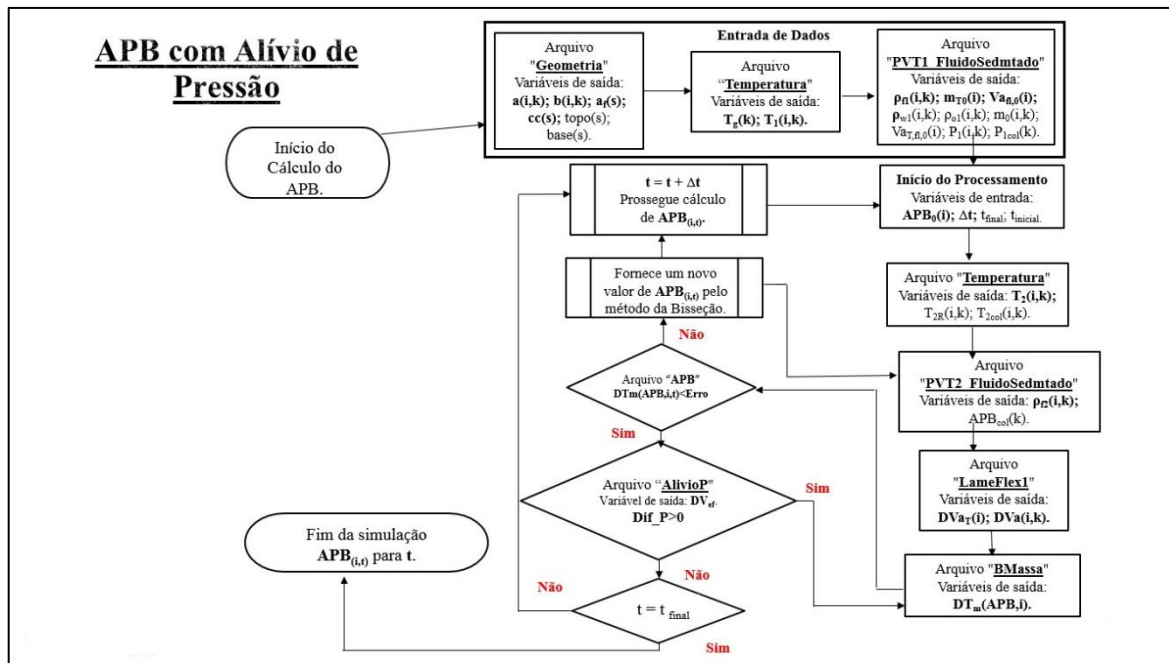 APB com Alívio de
Pressão
Início do
Cálculo do
APB.
Entrada de Dados
Arquivo
"Geometria"
Variáveis de saída:
a(i,k); b(i,k); af(s);
cc(s); topo(s);
base(s).
Arquivo
“Temperatura”
Variáveis de saída:
Tg(k); T1(i,k).
Arquivo
"PVT1_FluidoSedmtado"
Variáveis de saída:
ρf1(i,k); mT0(i); Vafl,0(i);
ρw1(i,k); ρo1(i,k); m0(i,k);
VaT,fl,0(i); P1(i,k); P1col(k).
t = t + Δt
Prossegue cálculo
de APB(i,t).
Início do Processamento
Variáveis de entrada:
APB0(i); Δt; tfinal; tinicial.
Fornece um novo
valor de APB(i,t) pelo
método da Bisseção.
Arquivo "Temperatura"
Variáveis de saída: T2(i,k);
T2R(i,k); T2col(i,k).
Não
Arquivo “APB"
DTm(APB,i,t)<Erro
Arquivo
"PVT2_FluidoSedmtado"
Variáveis de saída: ρf2(i,k);
APBcol(k).
Sim
Arquivo “AlivioP"
Variável de saída: DVef.
Dif_P>0
Sim
Arquivo
"LameFlex1"
Variáveis de saída:
DVaT(i); DVa(i,k).
Fim da simulação
APB(i,t) para t.
Não
Não
t = t final
Sim
Arquivo "BMassa"
Variáveis de saída:
DTm(APB,i).